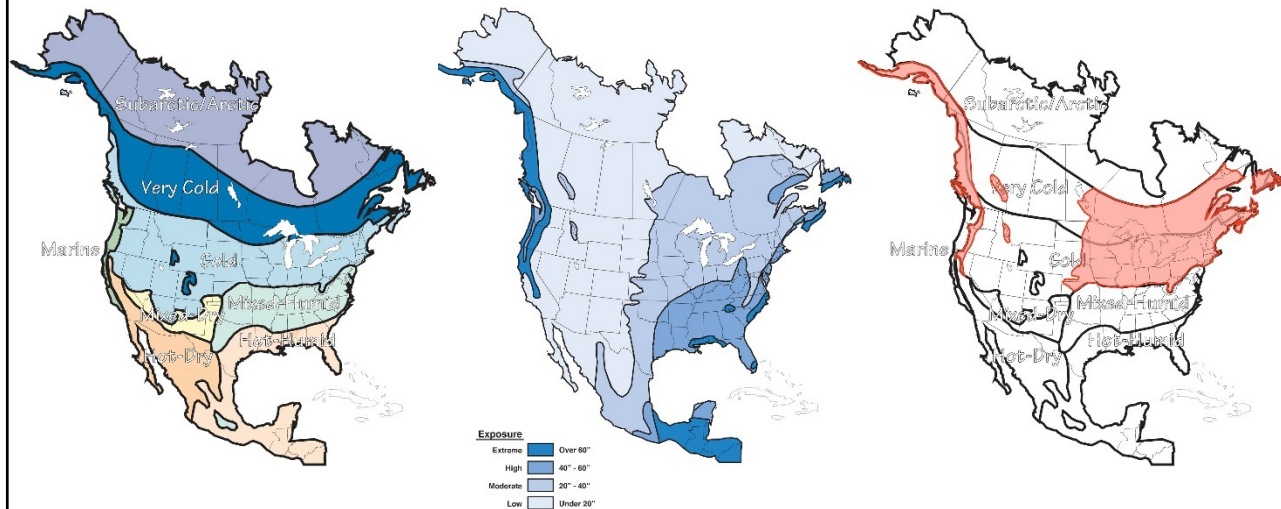 Subarctic/Arctic
Very Cold
Marine
Cold
Mixed-Humid
Mixed-Dry
Hot-Humid
Hot-Dry
Exposure
Extreme Over 60"
High 40" - 60"
Moderate 20" - 40"
Low Under 20"
Subarctic/Arctic
Very Cold
Marine
Cold
Mixed-Humid
Mixed-Dry
Hot-Humid
Hot-Dry